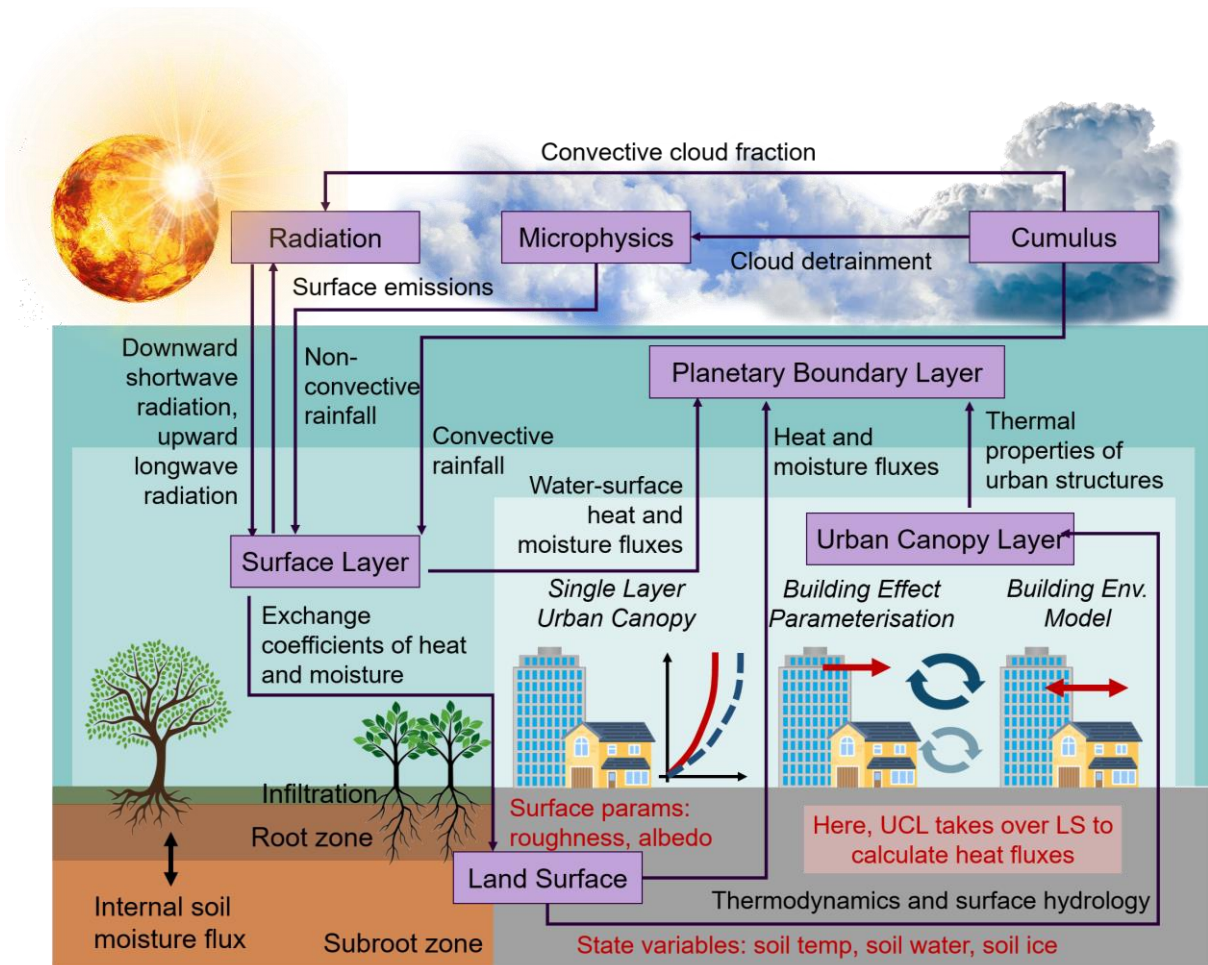 Convective cloud fraction
Radiation
Microphysics
Cumulus
Cloud detrainment
Surface emissions
Downward
shortwave
radiation,
upward
longwave
radiation
Non-
convective
rainfall
Convective
rainfall
Planetary Boundary Layer
Water-surface
heat and
moisture fluxes
Heat and
moisture fluxes
Thermal
properties of
urban structures
Surface Layer
Urban Canopy Layer
Exchange
coefficients of heat
and moisture
Single Layer
Urban Canopy
Building Effect
Parameterisation
Building Env.
Model
Infiltration
Root zone
Surface params:
roughness, albedo
Here, UCL takes over LS to
calculate heat fluxes
Land Surface
Thermodynamics and surface hydrology
Internal soil
moisture flux
Subroot zone
State variables: soil temp, soil water, soil ice